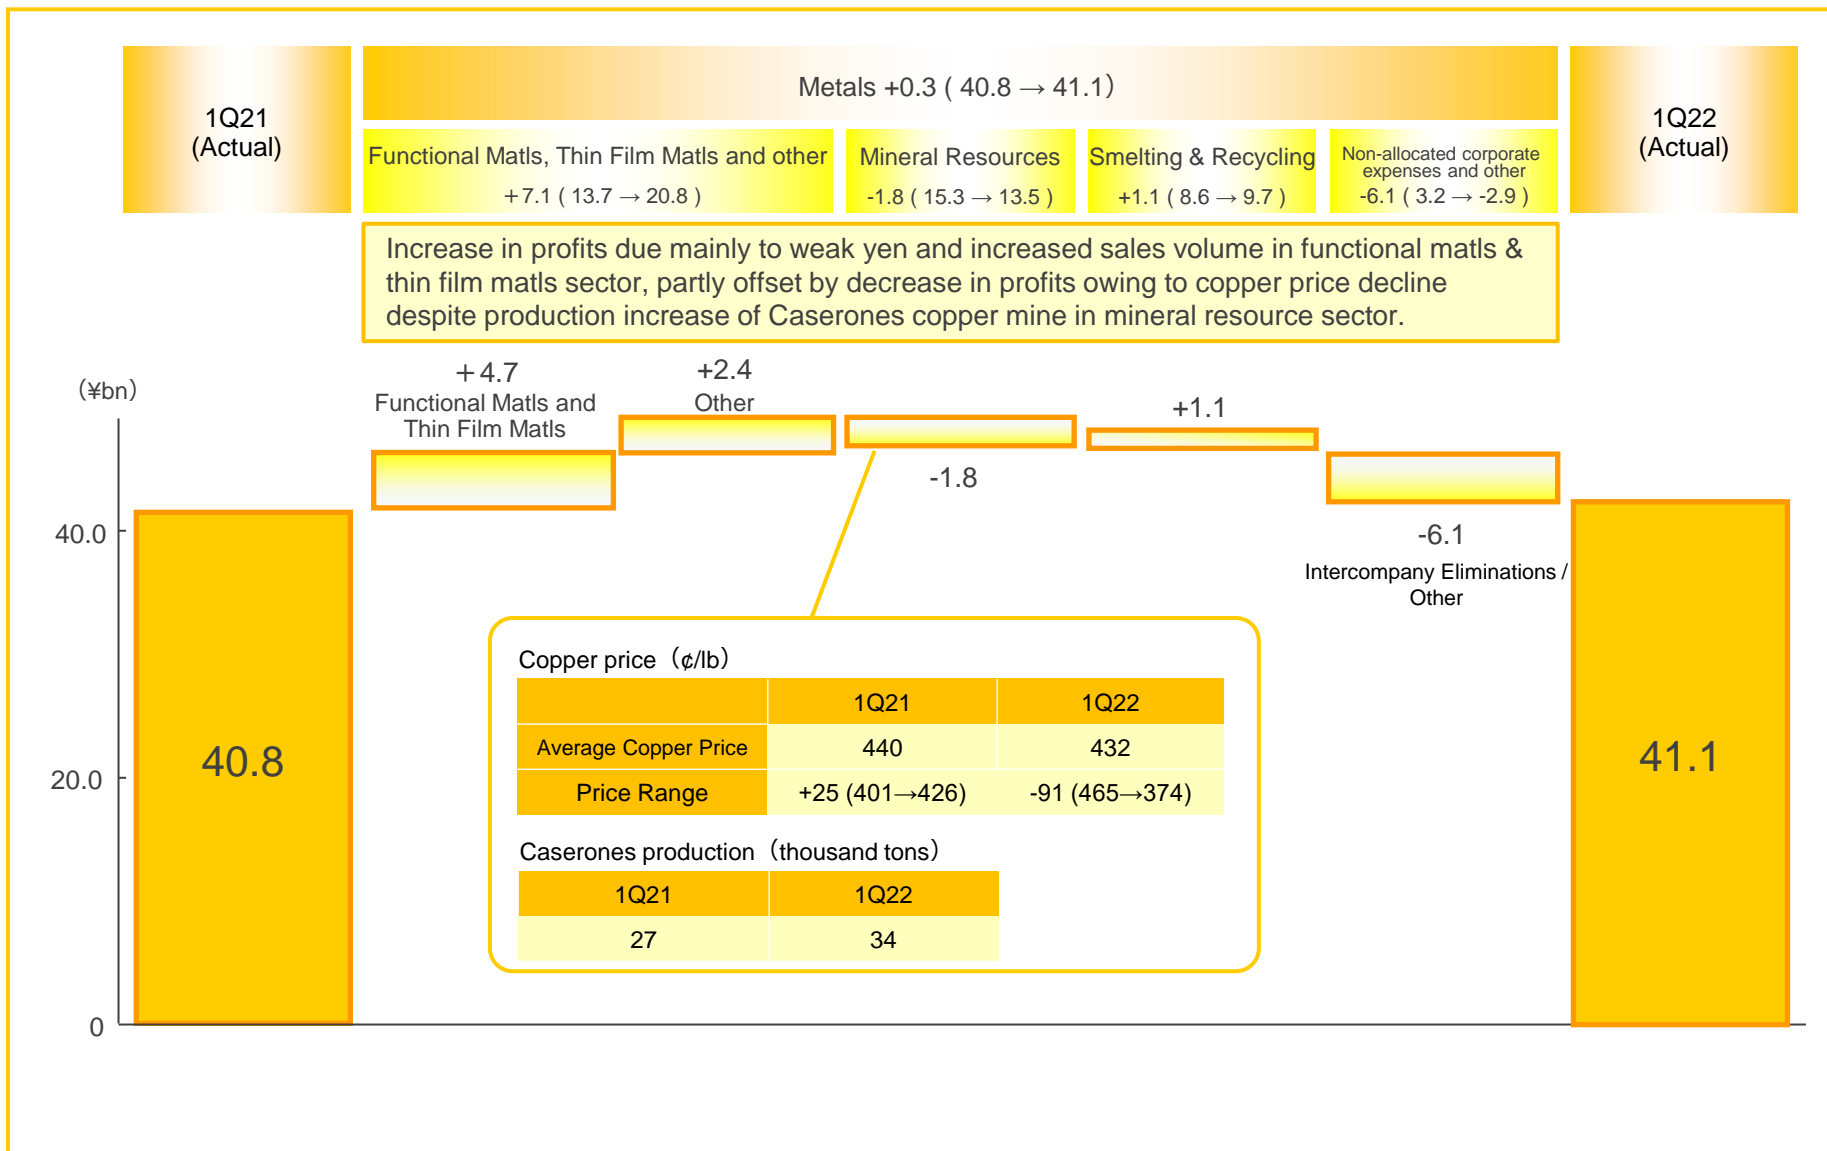 1Q21
(Actual)
Metals +0.3 ( 40.8 → 41.1)
1Q22
(Actual)
Functional Matls, Thin Film Matls and other
+7.1 ( 13.7 → 20.8 )
Mineral Resources
-1.8 ( 15.3 → 13.5 )
Smelting & Recycling
+1.1 ( 8.6 → 9.7 )
Non-allocated corporate
expenses and other
-6.1 ( 3.2 → -2.9 )
Increase in profits due mainly to weak yen and increased sales volume in functional matls &
thin film matls sector, partly offset by decrease in profits owing to copper price decline
despite production increase of Caserones copper mine in mineral resource sector.
(¥bn)
+4.7
Functional Matls and
Thin Film Matls
+2.4
Other
-1.8
+1.1
-6.1
Intercompany Eliminations /
Other
40.0
20.0
0
40.8
41.1
Copper price (¢/lb)
1Q21 1Q22
Average Copper Price 440 432
Price Range +25 (401→426) -91 (465→374)
Caserones production (thousand tons)
1Q21 1Q22
27 34